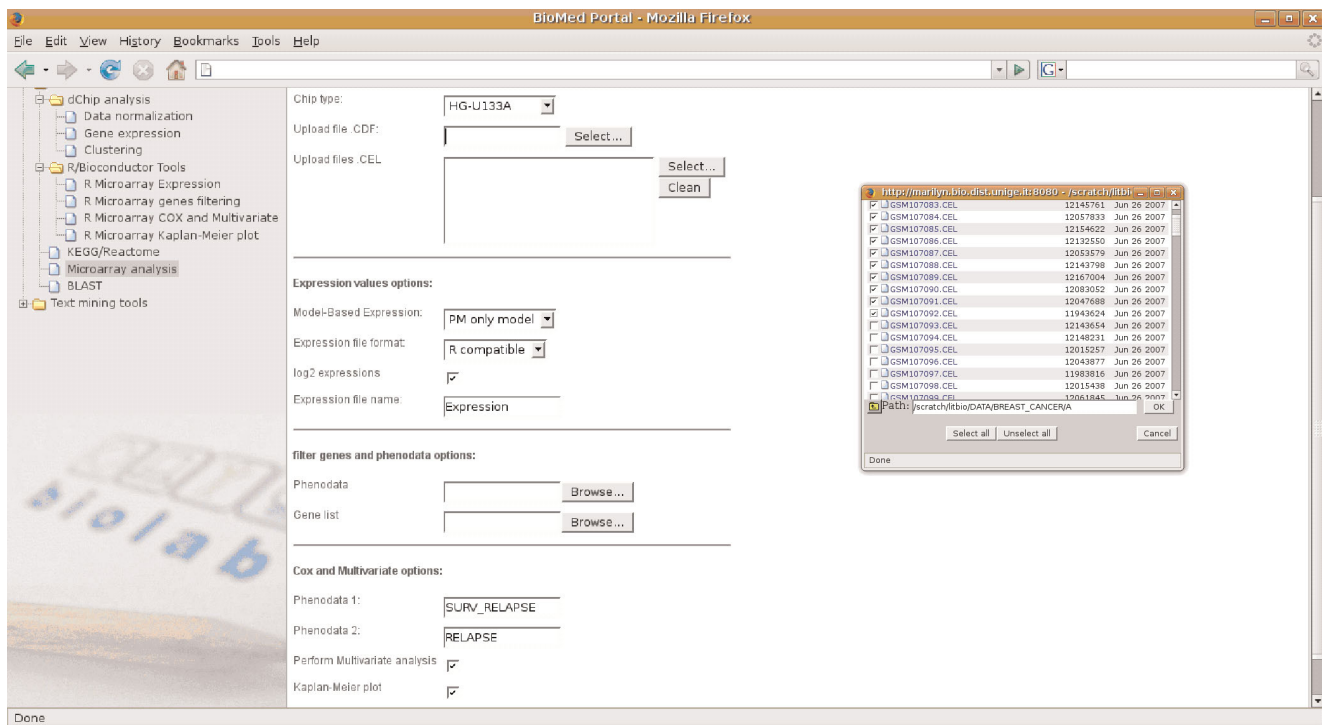 BioMed Portal - Mozilla Firefox
File Edit View History Bookmarks Tools Help
G
dChip analysis
Data normalization
Gene expression
Clustering
R/Bioconductor Tools
R Microarray Expression
R Microarray genes filtering
R Microarray COX and Multivariate
R Microarray Kaplan-Meier plot
KEGG/Reactome
Microarray analysis
BLAST
Text mining tools
biolab
Chip type: HG-U133A
Upload file .CDF: Select...
Upload files .CEL Select...
Clean
Expression values options:
Model-Based Expression: PM only model
Expression file format: R compatible
log2 expressions
Expression file name: Expression
filter genes and phenodata options:
Phenodata Browse...
Gene list Browse...
Cox and Multivariate options:
Phenodata 1: SURV_RELAPSE
Phenodata 2: RELAPSE
Perform Multivariate analysis
Kaplan-Meier plot
http://marilyn.bio.dist.unige.it:8080 - /scratch/litbi
GSM107083.CEL 12145761 Jun 26 2007
GSM107084.CEL 12057833 Jun 26 2007
GSM107085.CEL 12154622 Jun 26 2007
GSM107086.CEL 12132550 Jun 26 2007
GSM107087.CEL 12053579 Jun 26 2007
GSM107088.CEL 12143798 Jun 26 2007
GSM107089.CEL 12167004 Jun 26 2007
GSM107090.CEL 12083052 Jun 26 2007
GSM107091.CEL 12047688 Jun 26 2007
GSM107092.CEL 11943624 Jun 26 2007
GSM107093.CEL 12143654 Jun 26 2007
GSM107094.CEL 12148231 Jun 26 2007
GSM107095.CEL 12015257 Jun 26 2007
GSM107096.CEL 12043877 Jun 26 2007
GSM107097.CEL 11983816 Jun 26 2007
GSM107098.CEL 12015438 Jun 26 2007
GSM107099.CEL 12061845 Jun 26 2007
Path: /scratch/litbio/DATA/BREAST_CANCER/A OK
Select all Unselect all Cancel
Done
Done